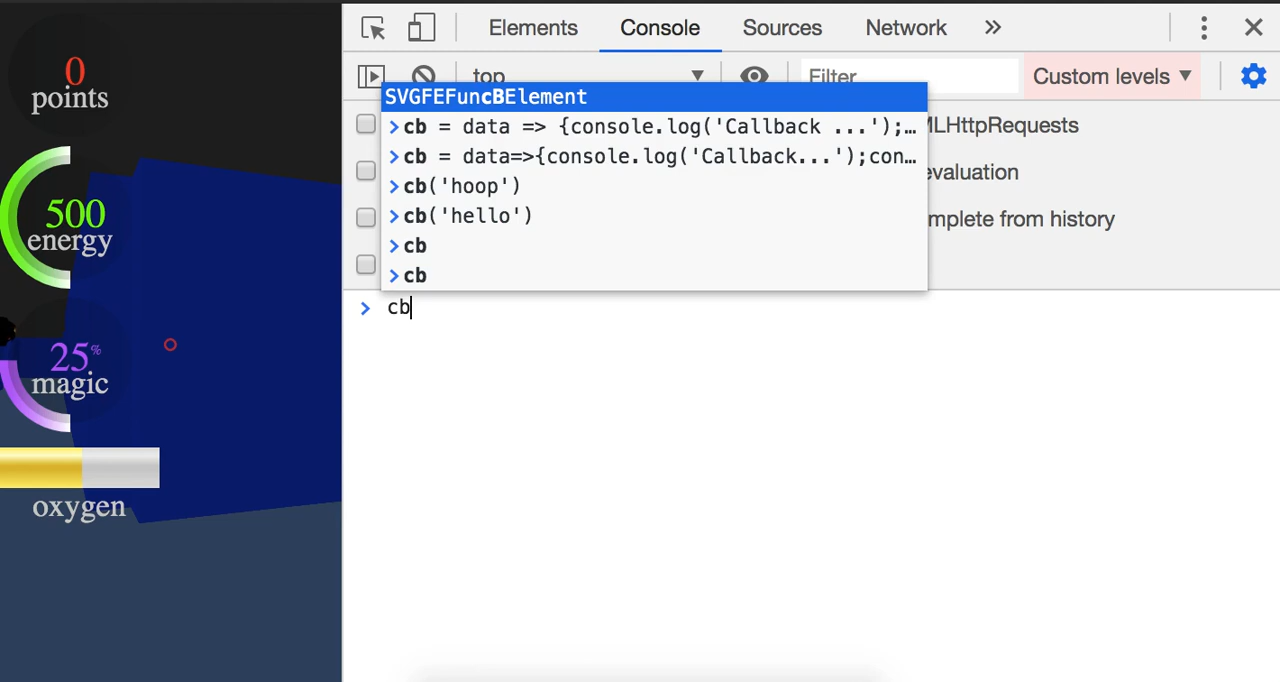 0
points
500
energy
25%
magic
oxygen
Elements Console Sources Network »
top ▼ Filter Custom levels ▼
SVGFEFuncBElement
>cb = data => {console.log('Callback ...');…
>cb = data=>{console.log('Callback...');con…
>cb('hoop')
>cb('hello')
>cb
>cb
MLHttpRequests
evaluation
mplete from history
> cb